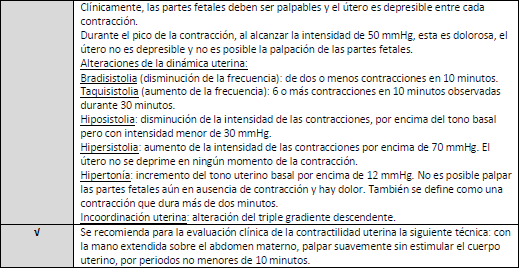 Clínicamente, las partes fetales deben ser palpables y el útero es depresible entre cada
contracción.
Durante el pico de la contracción, al alcanzar la intensidad de 50 mmHg, esta es dolorosa, el
útero no es depresible y no es posible la palpación de las partes fetales.
Alteraciones de la dinámica uterina:
Bradisistolia (disminución de la frecuencia): de dos o menos contracciones en 10 minutos.
Taquisistolia (aumento de la frecuencia): 6 o más contracciones en 10 minutos observadas
durante 30 minutos.
Hiposistolia: disminución de la intensidad de las contracciones, por encima del tono basal
pero con intensidad menor de 30 mmHg.
Hipersistolia: aumento de la intensidad de las contracciones por encima de 70 mmHg. El
útero no se deprime en ningún momento de la contracción.
Hipertonía: incremento del tono uterino basal por encima de 12 mmHg. No es posible palpar
las partes fetales aún en ausencia de contracción y hay dolor. También se define como una
contracción que dura más de dos minutos.
Incoordinación uterina: alteración del triple gradiente descendente.
√ Se recomienda para la evaluación clínica de la contractilidad uterina la siguiente técnica: con
la mano extendida sobre el abdomen materno, palpar suavemente sin estimular el cuerpo
uterino, por periodos no menores de 10 minutos.